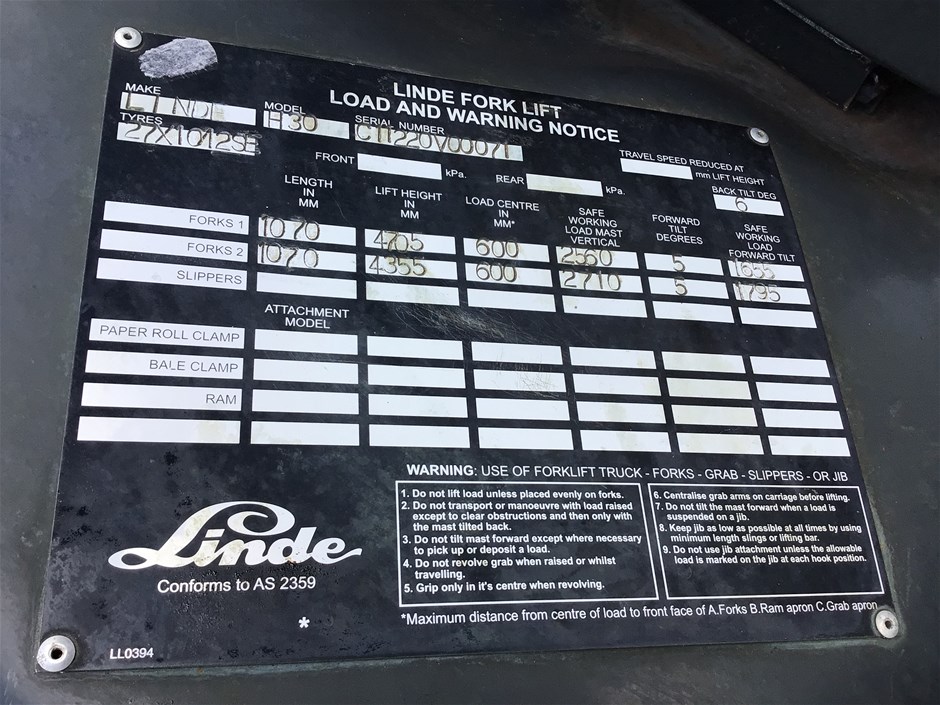 LINDE FORK LIFT
LOAD AND WARNING NOTICE
MAKE LINDE MODEL H30 SERIAL NUMBER
TYRES
FRONT kPa. REAR kPa.
TRAVEL SPEED REDUCED AT
mm LIFT HEIGHT
BACK TILT DEG
6
LENGTH IN MM LIFT HEIGHT IN MM LOAD CENTRE IN MM* SAFE WORKING LOAD MAST VERTICAL FORWARD TILT DEGREES SAFE WORKING LOAD FORWARD TILT
FORKS 1 1070 4705 600 2560 5 1655
FORKS 2 1070 4355 600 2710 5 1795
SLIPPERS
ATTACHMENT MODEL
PAPER ROLL CLAMP
BALE CLAMP
RAM
WARNING: USE OF FORKLIFT TRUCK - FORKS - GRAB - SLIPPERS - OR JIB
1. Do not lift load unless placed evenly on forks.
2. Do not transport or manoeuvre with load raised
except to clear obstructions and then only with
the mast tilted back.
3. Do not tilt mast forward except where necessary
to pick up or deposit a load.
4. Do not revolve grab when raised or whilst
travelling.
5. Grip only in it's centre when revolving.
6. Centralise grab arms on carriage before lifting.
7. Do not tilt the mast forward when a load is
suspended on a jib.
8. Keep jib as low as possible at all times by using
minimum length slings or lifting bar.
9. Do not use jib attachment unless the allowable
load is marked on the jib at each hook position.
*Maximum distance from centre of load to front face of A.Forks B.Ram apron C.Grab apron
Linde
Conforms to AS 2359
*
LL0394